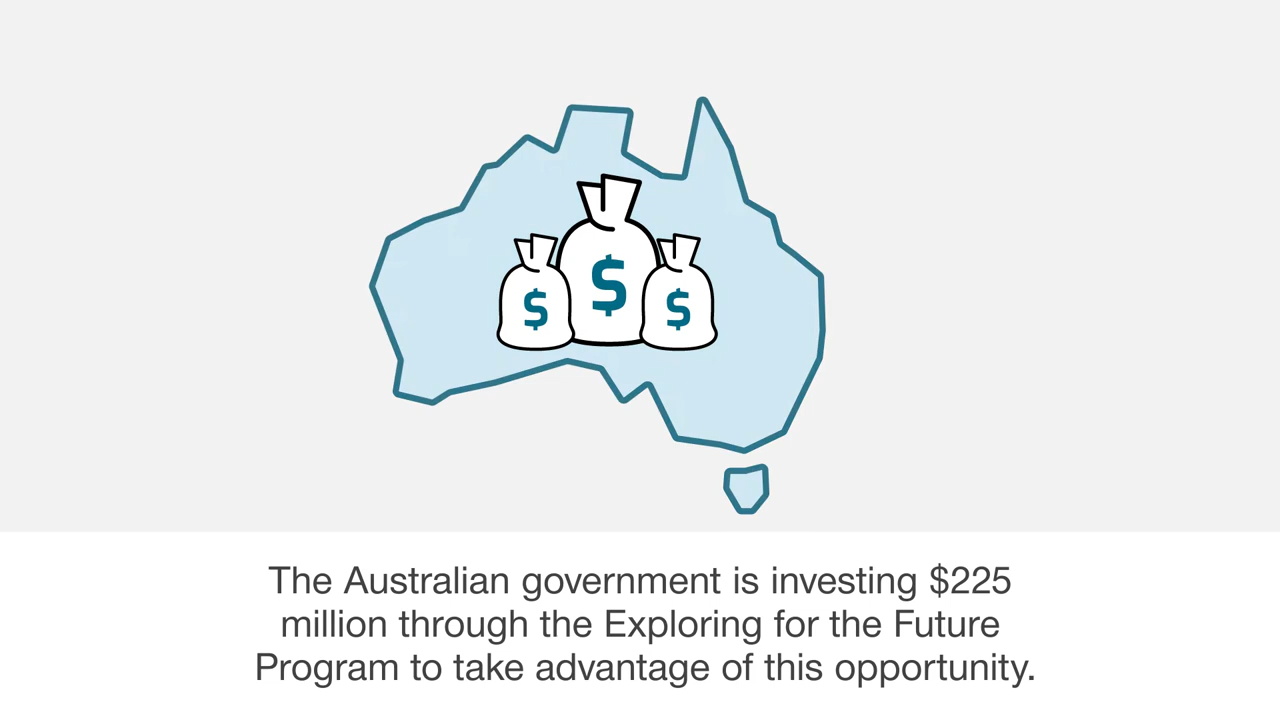 $
$
$
The Australian government is investing $225
million through the Exploring for the Future
Program to take advantage of this opportunity.